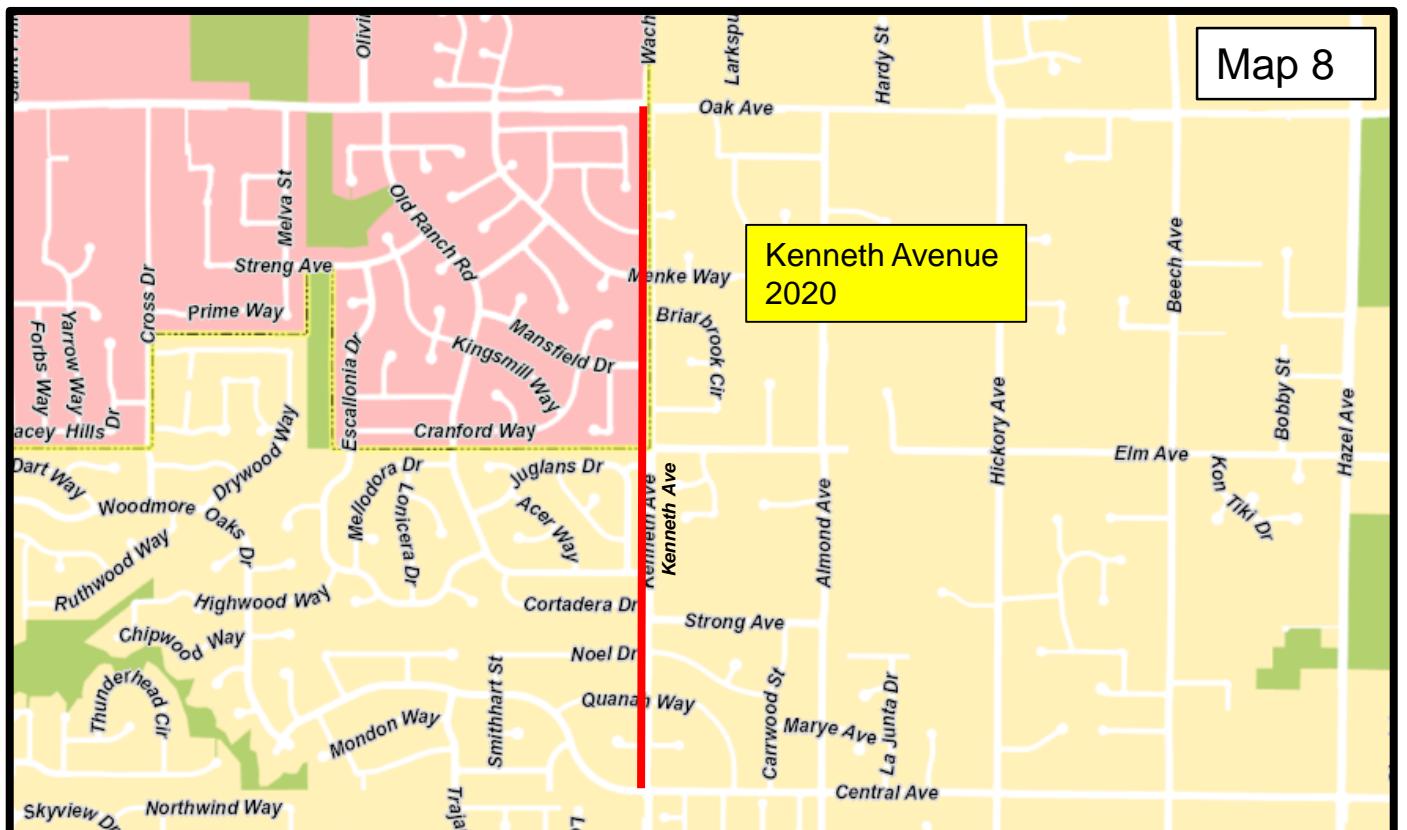 Olivi
Wach
Larkspu
Hardy St
Map 8
Oak Ave
Melva St
Old Ranch Rd
Streng Ave
Menke Way
Kenneth Avenue
2020
Beech Ave
Cross Dr
Prime Way
Briarbrook Cir
Forbs Way
Yarrow Way
Escallonia Dr
Kingsmill Way
Mansfield Dr
Bobby St
Hickory Ave
Hazel Ave
acey Hills Dr
Cranford Way
Elm Ave
Dart Way
Drywood Way
Mellodora Dr
Lonicera Dr
Juglans Dr
Acer Way
Kenneth Ave
Kenneth Ave
Almond Ave
Kon Tiki Dr
Woodmore Oaks Dr
Ruthwood Way
Highwood Way
Cortadera Dr
Strong Ave
Chipwood Way
Noel Dr
Thunderhead Cir
Smithhart St
Quanah Way
Carrwood St
Mondon Way
Marye Ave
La Junta Dr
Central Ave
Skyview Dr
Northwind Way
Traja